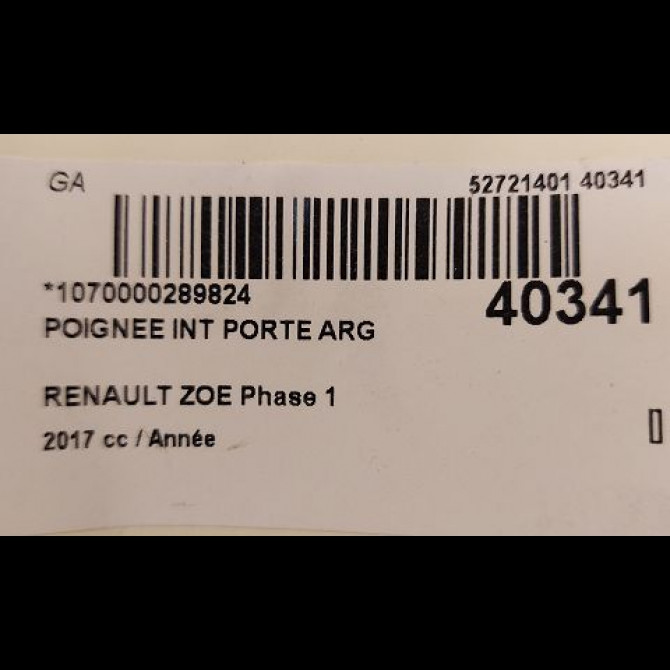 GA 52721401 40341
*1070000289824
40341
POIGNEE INT PORTE ARG
RENAULT ZOE Phase 1
2017 cc / Année